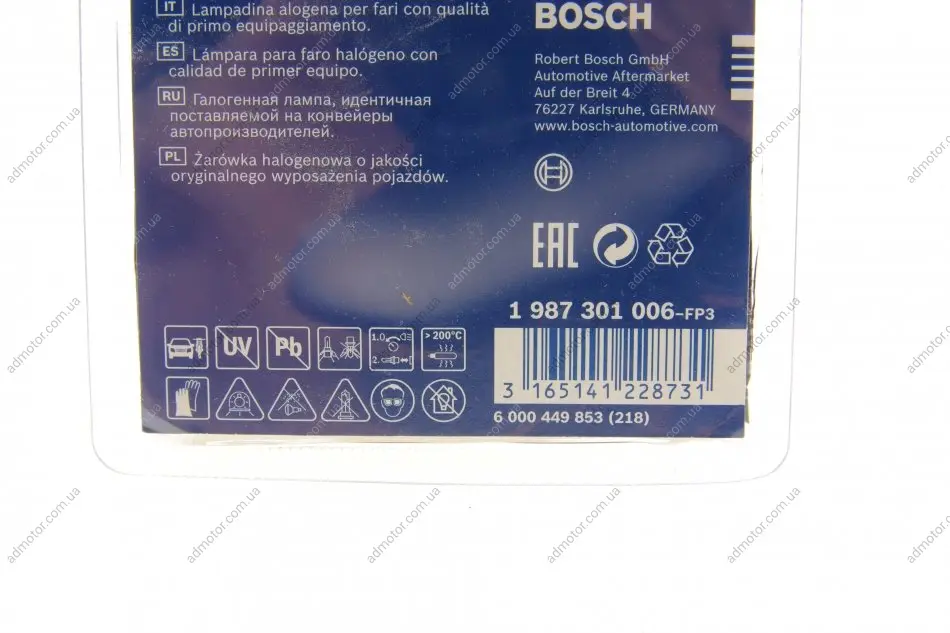 IT Lampadina alogena per fari con qualità
di primo equipaggiamento.
ES Lámpara para faro halógeno con
calidad de primer equipo.
RU Галогенная лампа, идентичная
поставляемой на конвейеры
автопроизводителей.
PL Żarówka halogenowa o jakości
oryginalnego wyposażenia pojazdów.
BOSCH
Robert Bosch GmbH
Automotive Aftermarket
Auf der Breit 4
76227 Karlsruhe, GERMANY
www.bosch-automotive.com
EAC
1 987 301 006-FP3
UV
Pb
1.
2.
> 200°C
3 165141 228731
6 000 449 853 (218)
admotor.com.ua